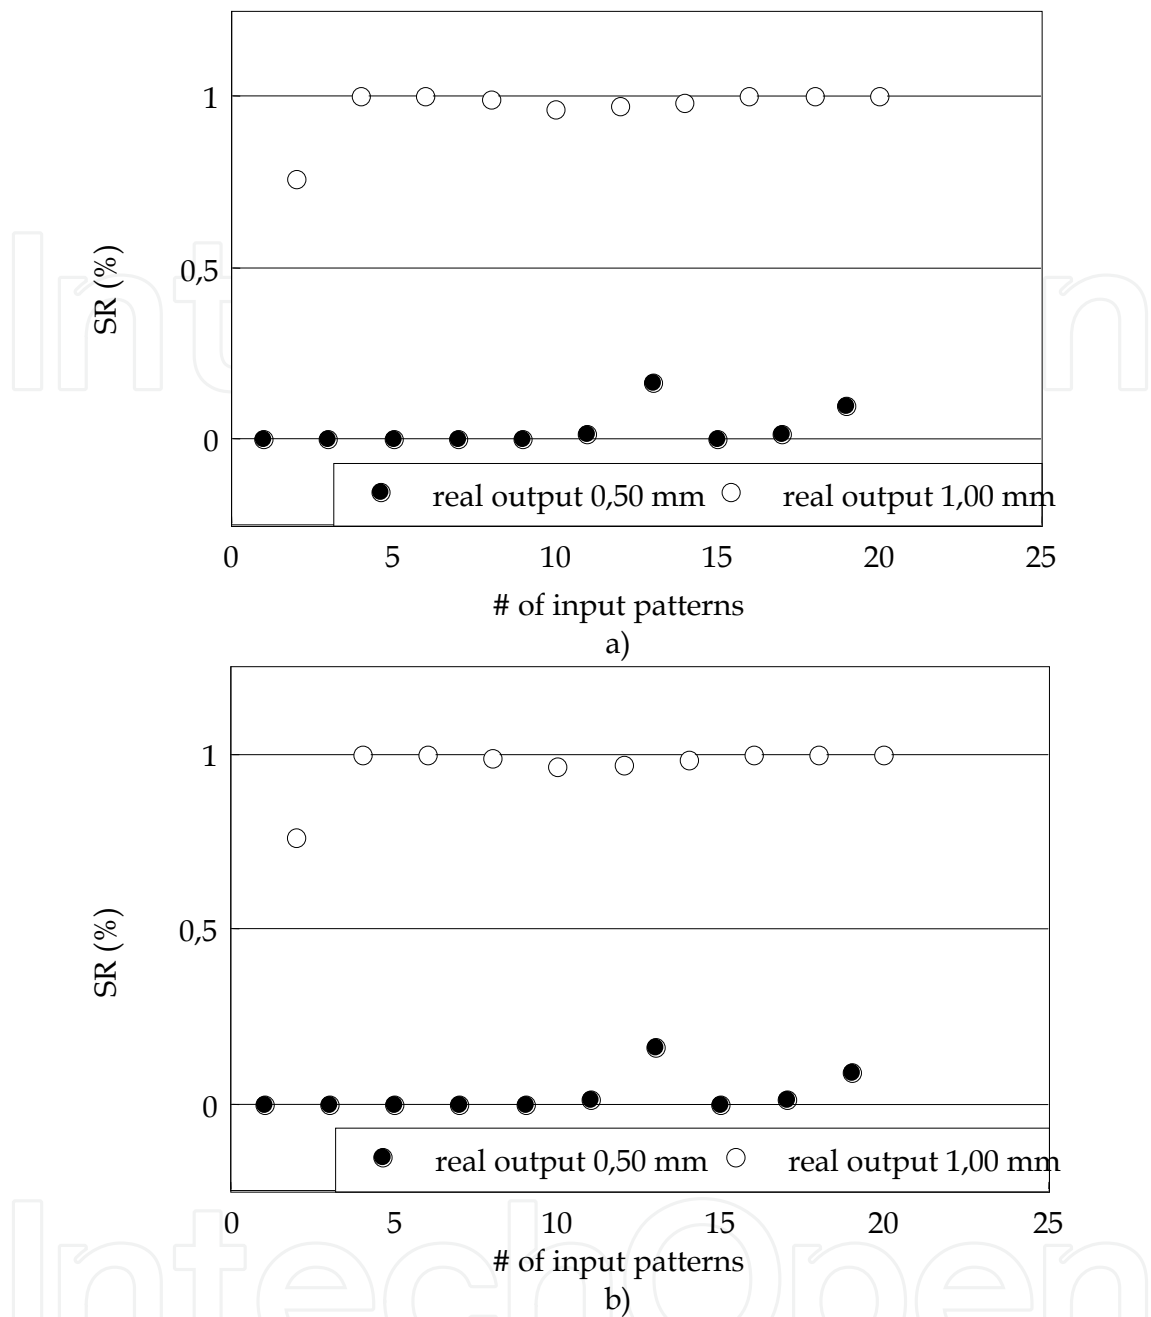 1
0,5
0
SR (%)
real output 0,50 mm real output 1,00 mm
0 5 10 15 20 25
# of input patterns
a)
1
0,5
0
SR (%)
real output 0,50 mm real output 1,00 mm
0 5 10 15 20 25
# of input patterns
b)
IntechOpen